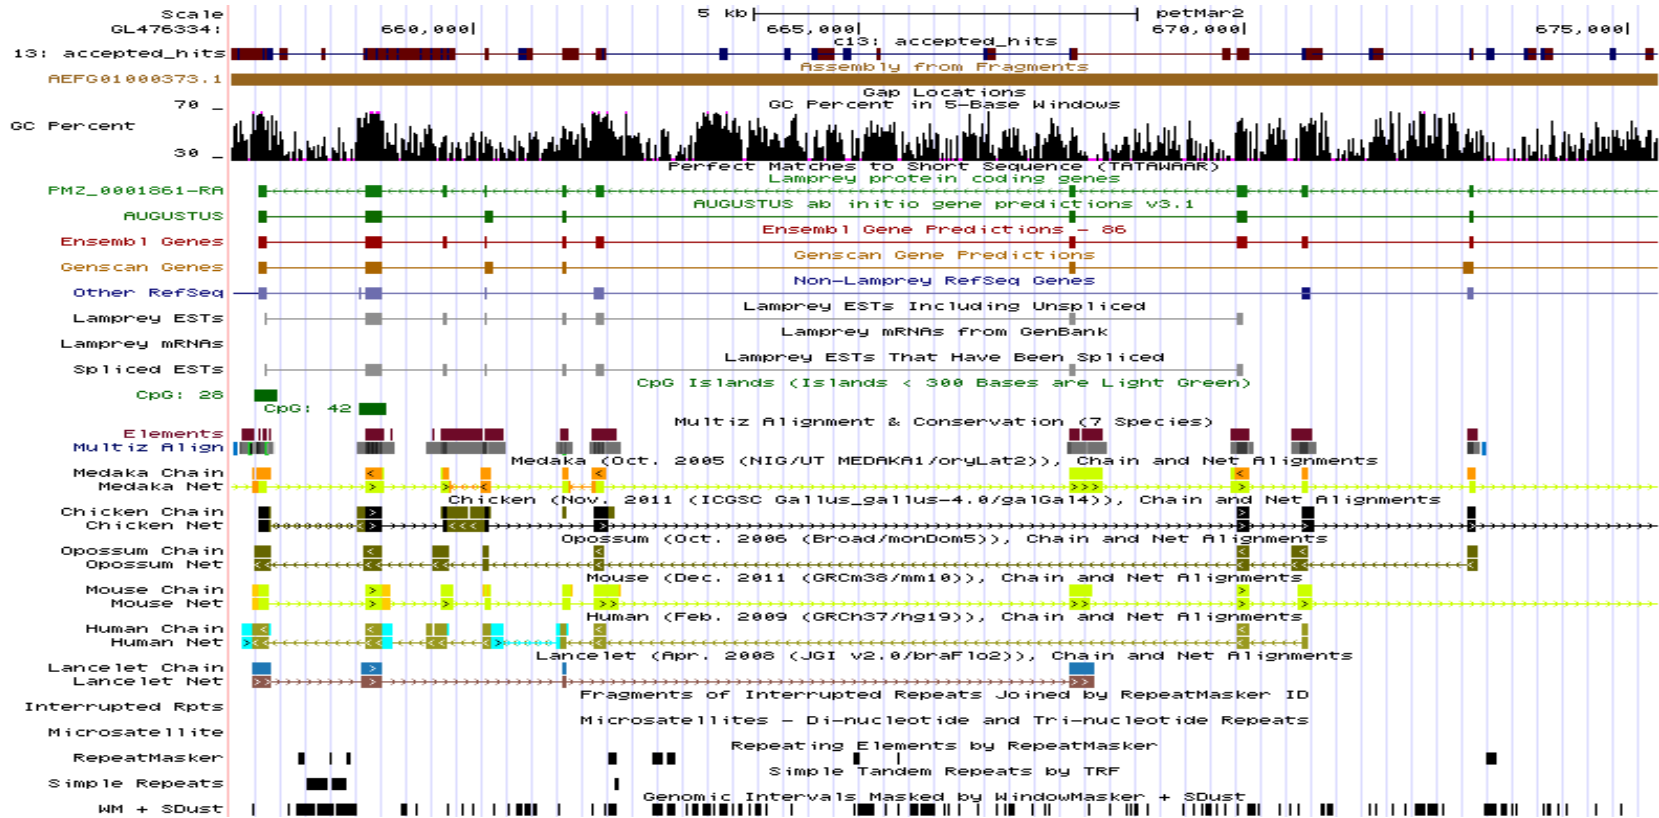 Scale 5 kb petMar2
GL476334: 660,000 665,000 670,000 675,000
c13: accepted_hits
13: accepted_hits
Assembly from Fragments
AEFG01000373.1
Gap Locations
70 _ GC Percent in 5-Base Windows
GC Percent
30 _
Perfect Matches to Short Sequence (TATAWAAR)
Lamprey protein coding genes
PMZ_0001861-RA
AUGUSTUS ab initio gene predictions v3.1
AUGUSTUS
Ensembl Gene Predictions - 86
Ensembl Genes
Genscan Gene Predictions
Genscan Genes
Non-Lamprey RefSeq Genes
Other RefSeq
Lamprey ESTs Including Unspliced
Lamprey ESTs
Lamprey mRNAs from GenBank
Lamprey mRNAs
Lamprey ESTs That Have Been Spliced
Spliced ESTs
CpG Islands (Islands < 300 Bases are Light Green)
CpG: 28
CpG: 42
Multiz Alignment & Conservation (7 Species)
Elements
Multiz Align
Medaka (Oct. 2005 (NIG/UT MEDAKA1/oryLat2)), Chain and Net Alignments
Medaka Chain
Medaka Net
Chicken (Nov. 2011 (ICGSC Gallus_gallus-4.0/galGal4)), Chain and Net Alignments
Chicken Chain
Chicken Net
Opossum (Oct. 2006 (Broad/monDom5)), Chain and Net Alignments
Opossum Chain
Opossum Net
Mouse (Dec. 2011 (GRCm38/mm10)), Chain and Net Alignments
Mouse Chain
Mouse Net
Human (Feb. 2009 (GRCh37/hg19)), Chain and Net Alignments
Human Chain
Human Net
Lancelet (Apr. 2008 (JGI v2.0/braFlo2)), Chain and Net Alignments
Lancelet Chain
Lancelet Net
Fragments of Interrupted Repeats Joined by RepeatMasker ID
Interrupted Rpts
Microsatellites - Di-nucleotide and Tri-nucleotide Repeats
Microsatellite
Repeating Elements by RepeatMasker
RepeatMasker
Simple Tandem Repeats by TRF
Simple Repeats
Genomic Intervals Masked by WindowMasker + SDust
WM + SDust